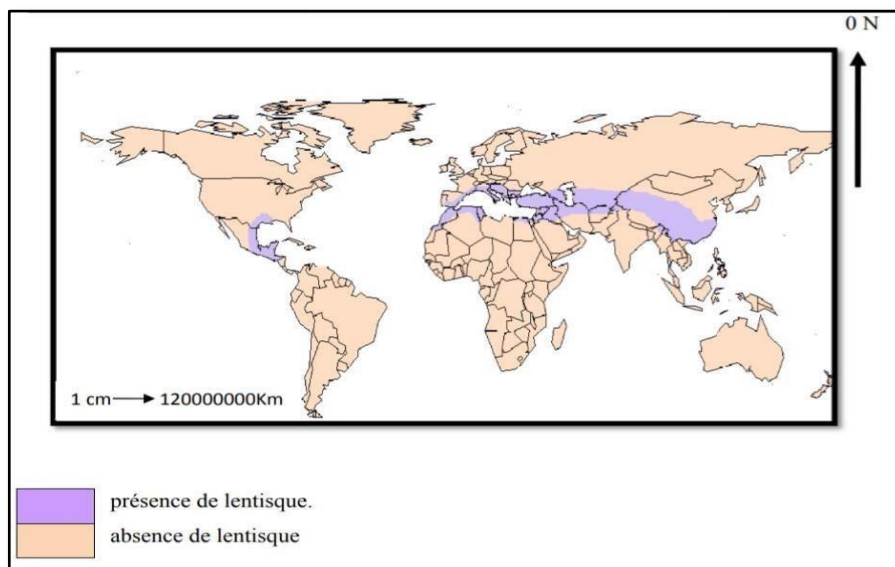 0 N
1 cm → 120000000Km
présence de lentisque.
absence de lentisque